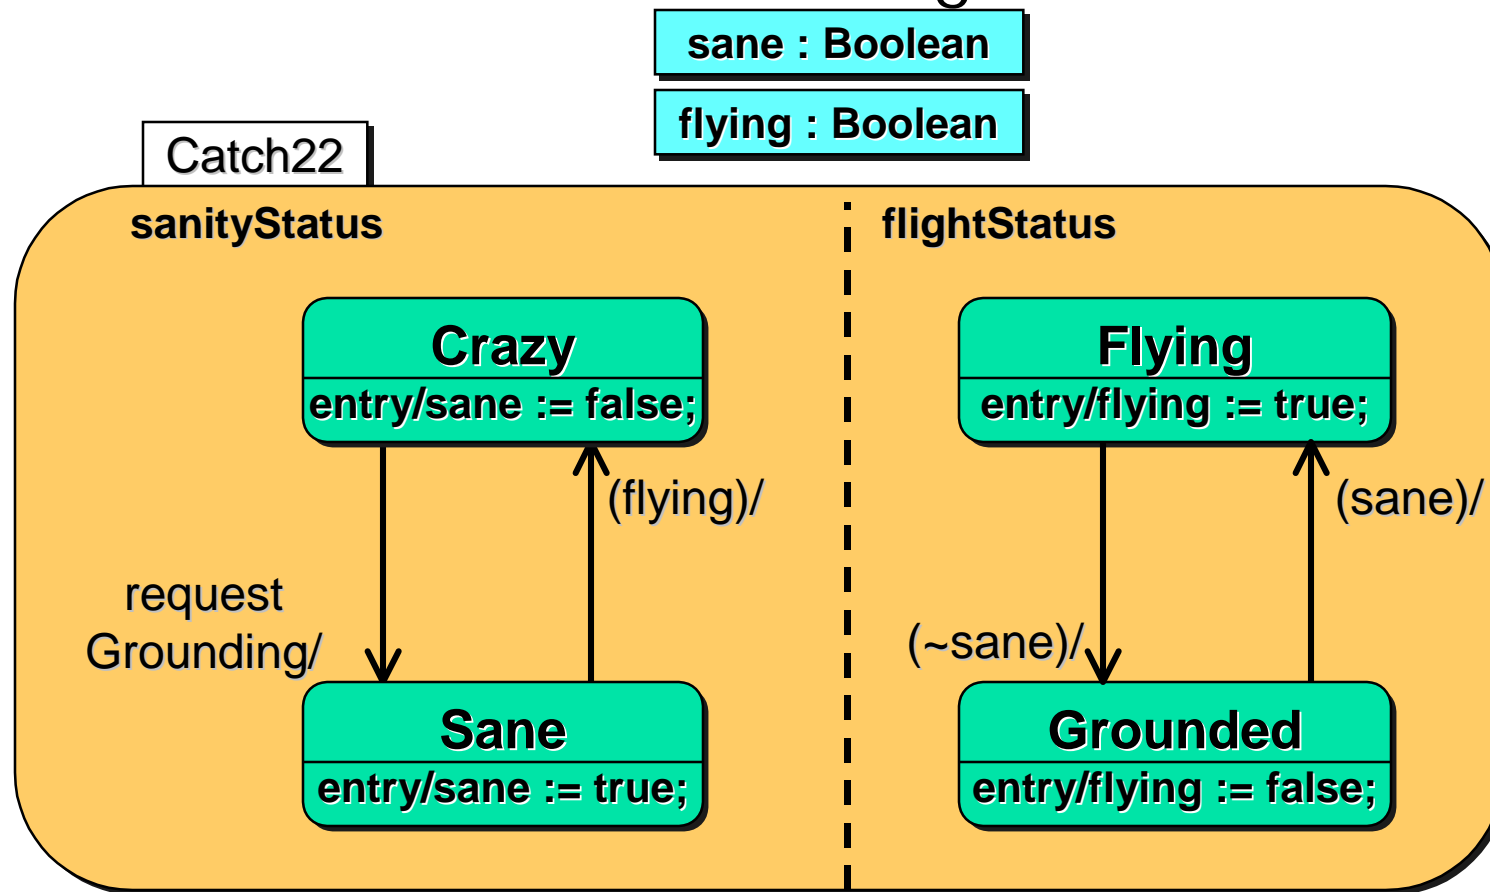 sane : Boolean
flying : Boolean
Catch22
sanityStatus
flightStatus
Crazy
entry/sane := false;
Flying
entry/flying := true;
(flying)/
(sane)/
request
Grounding/
(~sane)/
Sane
entry/sane := true;
Grounded
entry/flying := false;